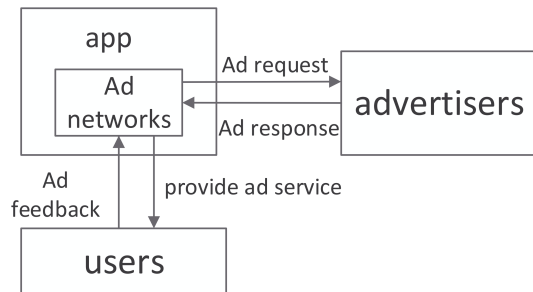 app
Ad
networks
Ad request
advertisers
Ad response
Ad
feedback
provide ad service
users